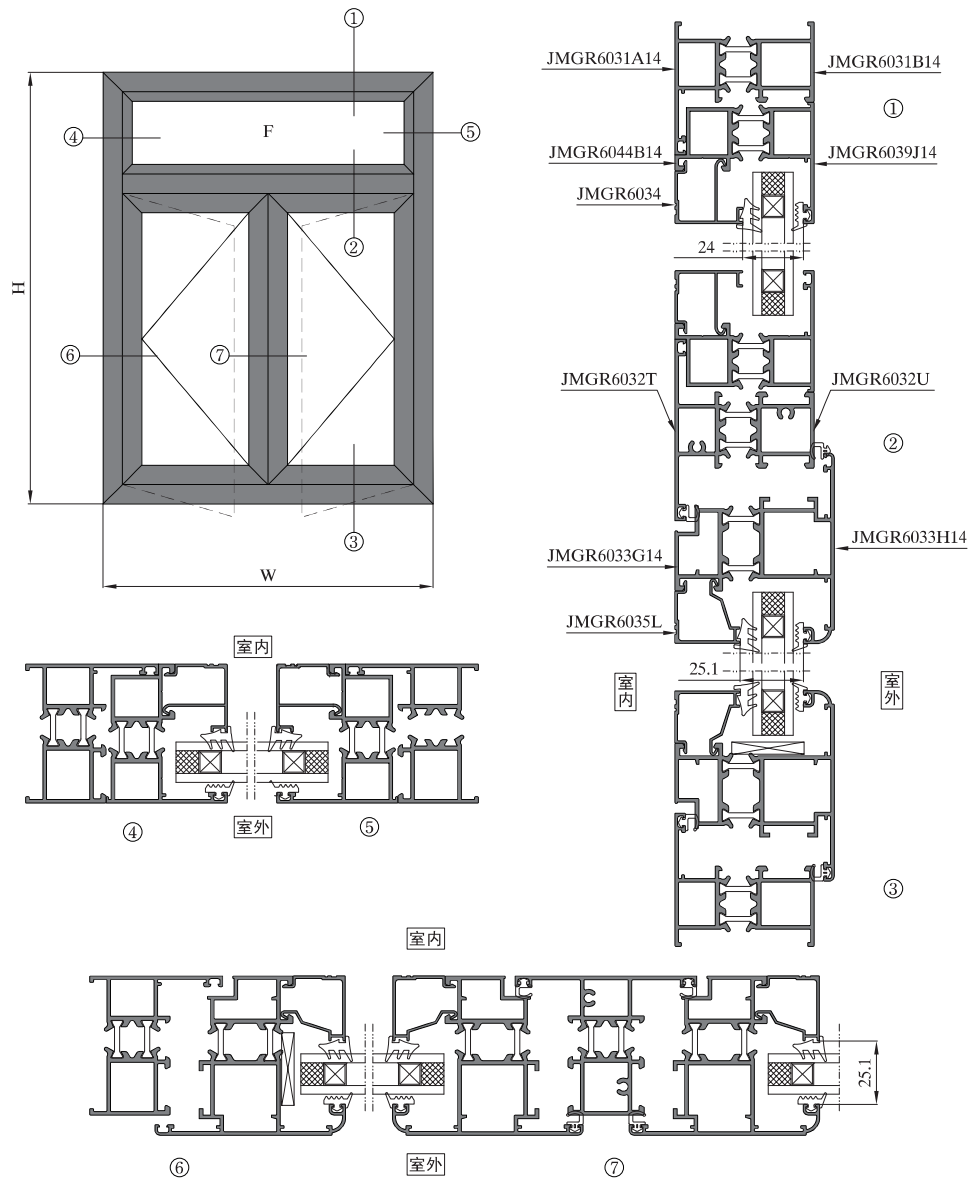 ①
JMGR6031A14
JMGR6031B14
①
F
④
⑤
JMGR6044B14
JMGR6039J14
JMGR6034
②
24
H
⑥
⑦
JMGR6032T
JMGR6032U
②
③
JMGR6033G14
JMGR6033H14
W
JMGR6035L
室内
25.1
室内
室外
④
室外
⑤
③
室内
25.1
⑥
室外
⑦